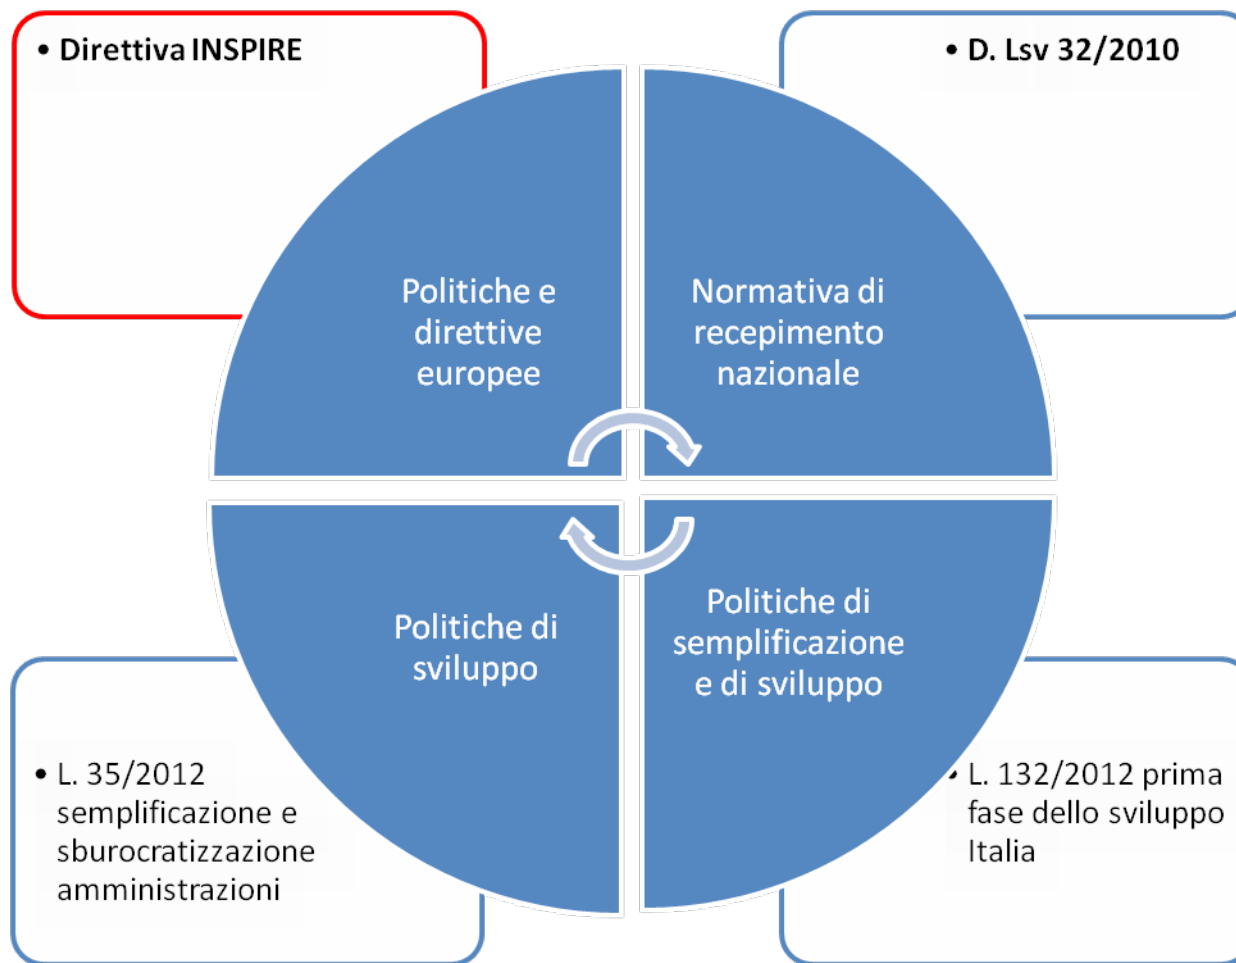 • Direttiva INSPIRE
• D. Lsv 32/2010
Politiche e
direttive
europee
Normativa di
recepimento
nazionale
Politiche di
sviluppo
Politiche di
semplificazione
e di sviluppo
• L. 35/2012
semplificazione e
sburocratizzazione
amministrazioni
• L. 132/2012 prima
fase dello sviluppo
Italia